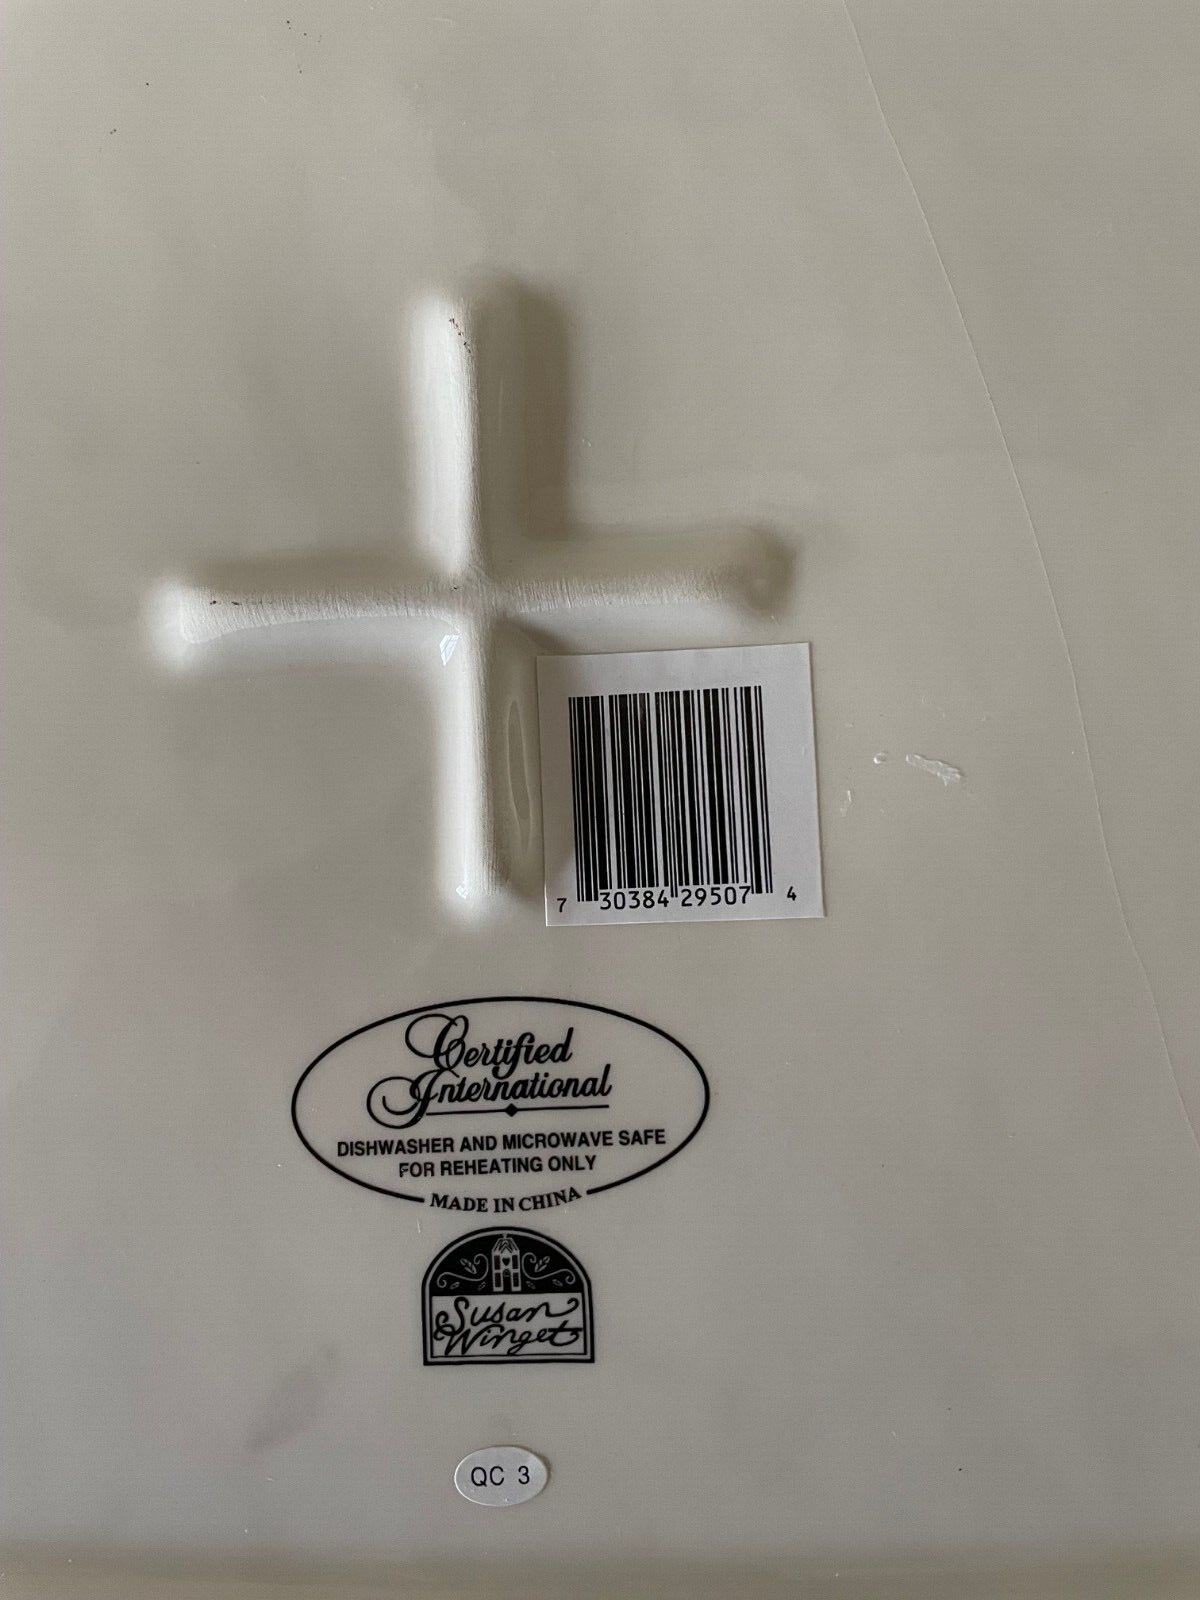 7 30384 29507 4
Certified
International
DISHWASHER AND MICROWAVE SAFE
FOR REHEATING ONLY
MADE IN CHINA
Susan
Winget
QC 3